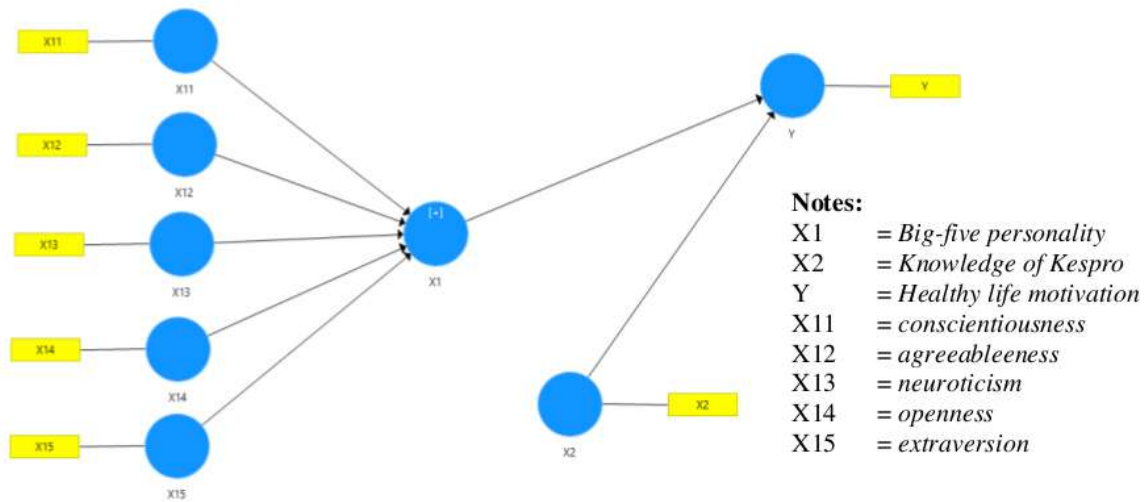 X11
X11
X12
X12
X13
X13
X14
X14
X15
X15
[+]
X1
Y
Y
X2
X2
Notes:
X1 = Big-five personality
X2 = Knowledge of Kespro
Y = Healthy life motivation
X11 = conscientiousness
X12 = agreeableeness
X13 = neuroticism
X14 = openness
X15 = extraversion